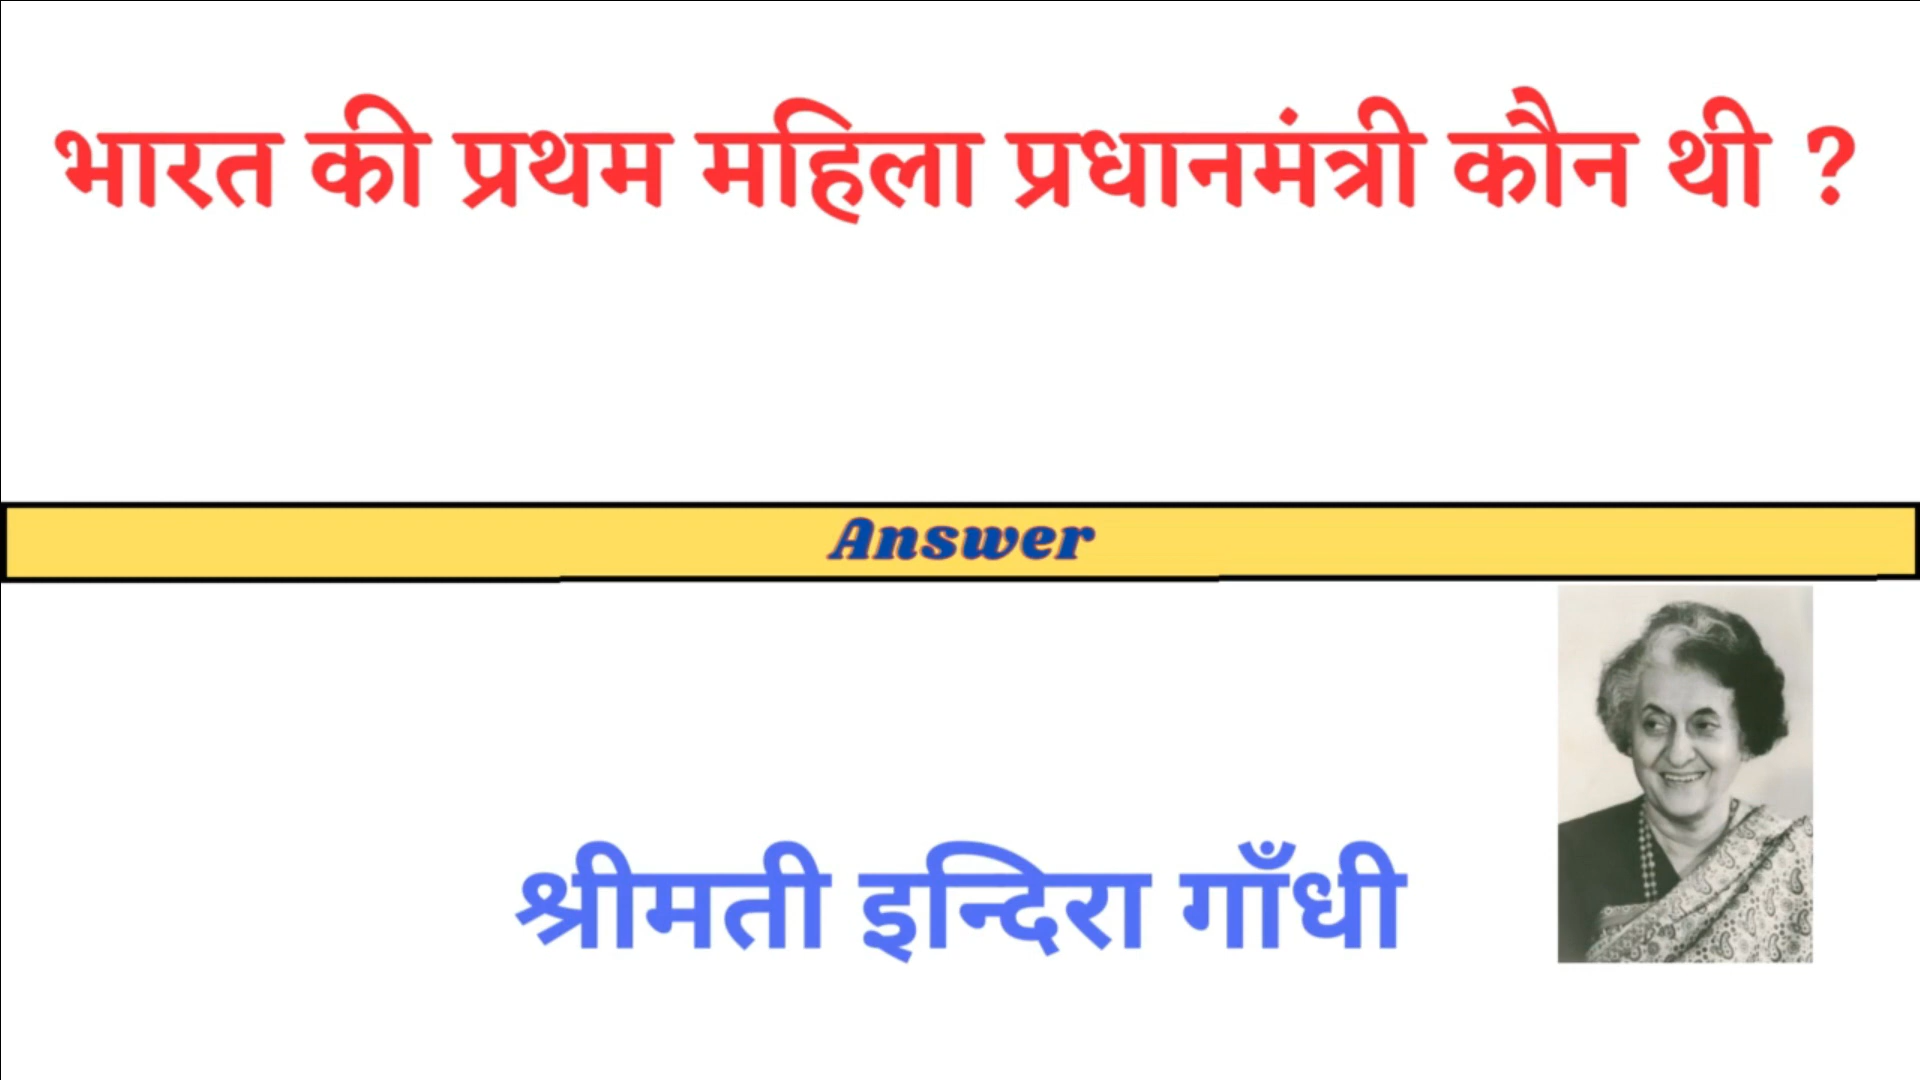 भारत की प्रथम महिला प्रधानमंत्री कौन थी ?
Answer
श्रीमती इन्दिरा गाँधी